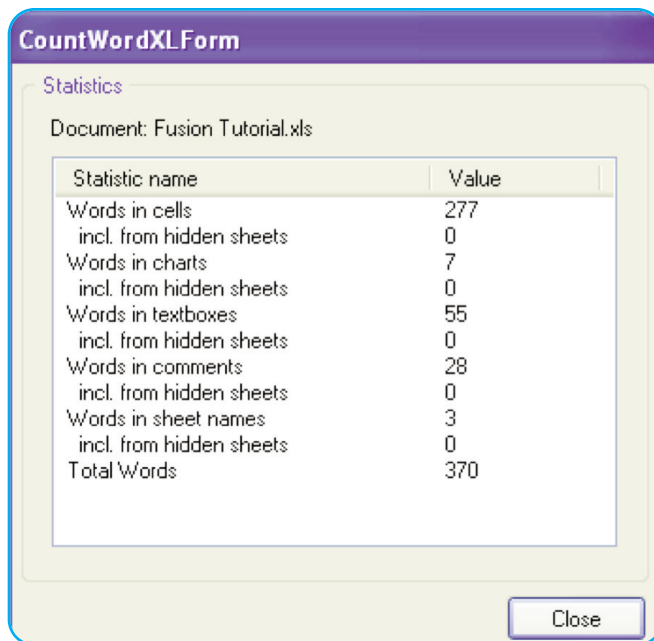 CountWordXLForm
Statistics
Document: Fusion Tutorial.xls
Statistic name Value
Words in cells 277
incl. from hidden sheets 0
Words in charts 7
incl. from hidden sheets 0
Words in textboxes 55
incl. from hidden sheets 0
Words in comments 28
incl. from hidden sheets 0
Words in sheet names 3
incl. from hidden sheets 0
Total Words 370
Close